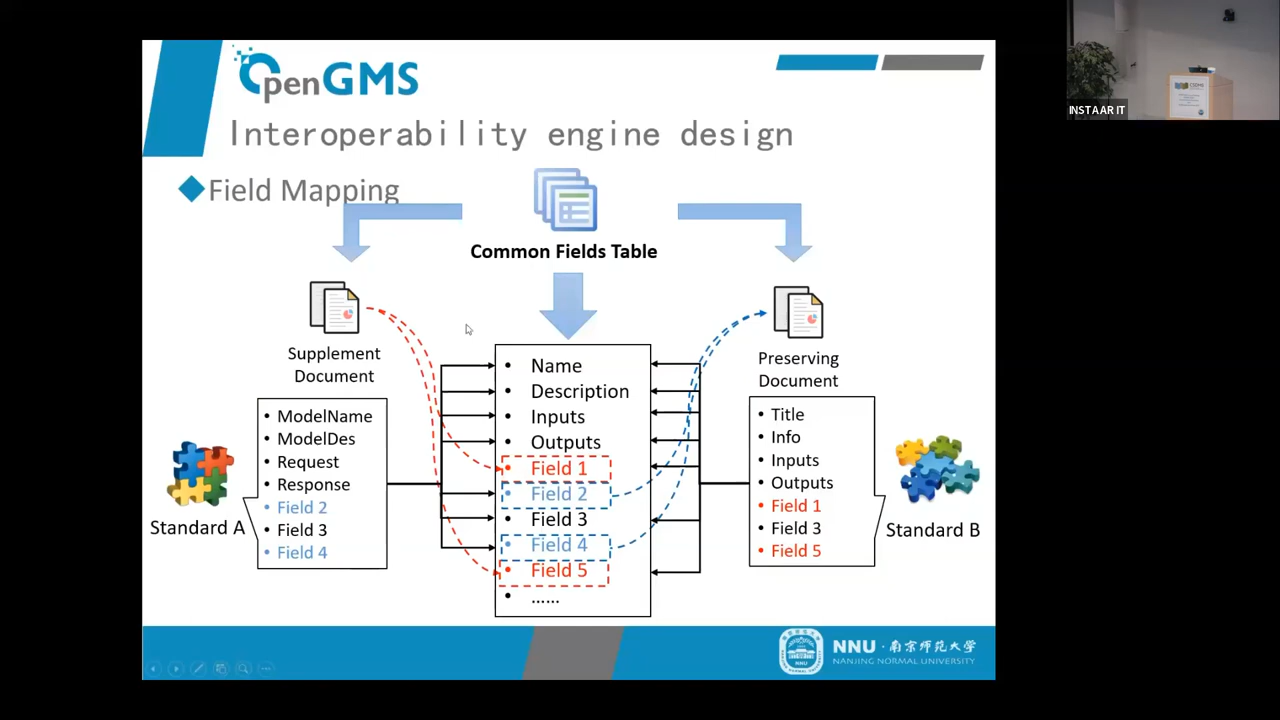 OpenGMS
Interoperability engine design
Field Mapping
Common Fields Table
Supplement
Document
Preserving
Document
• ModelName
• ModelDes
• Request
• Response
• Field 2
• Field 3
• Field 4
Standard A
• Name
• Description
• Inputs
• Outputs
• Field 1
• Field 2
• Field 3
• Field 4
• Field 5
• ......
• Title
• Info
• Inputs
• Outputs
• Field 1
• Field 3
• Field 5
Standard B
NNU · 南京师范大学
NANJING NORMAL UNIVERSITY
NNU
INSTAAR IT
CSDMS